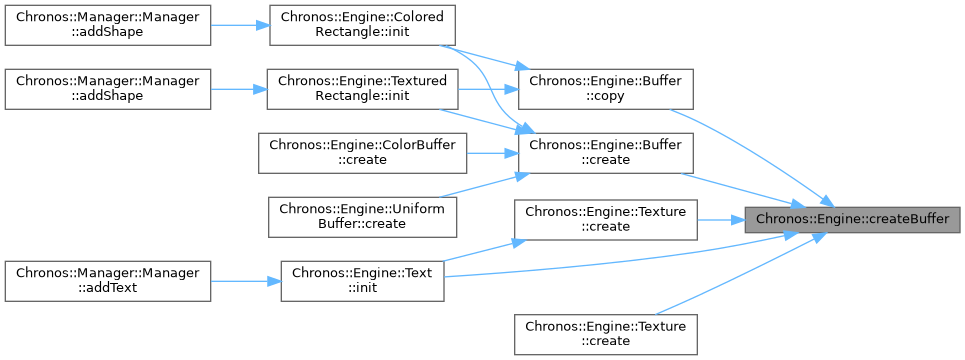 Chronos::Manager::Manager
::addShape
Chronos::Engine::Colored
Rectangle::init
Chronos::Manager::Manager
::addShape
Chronos::Engine::Textured
Rectangle::init
Chronos::Engine::Buffer
::copy
Chronos::Engine::ColorBuffer
::create
Chronos::Engine::Buffer
::create
Chronos::Engine::Uniform
Buffer::create
Chronos::Engine::Texture
::create
Chronos::Engine::createBuffer
Chronos::Manager::Manager
::addText
Chronos::Engine::Text
::init
Chronos::Engine::Texture
::create